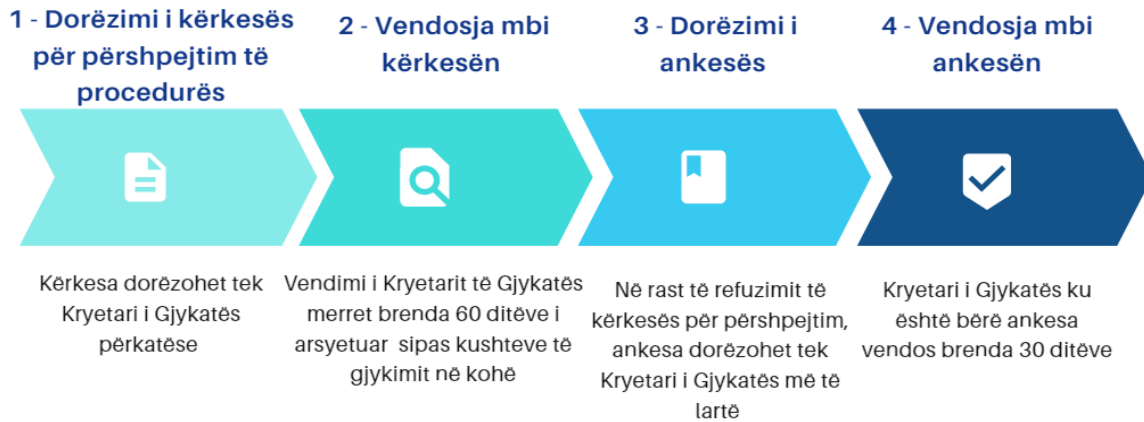 1 - Dorëzimi i kërkesës
për përshpejtim të
procedurës
2 - Vendosja mbi
kërkesën
3 - Dorëzimi i
ankesës
4 - Vendosja mbi
ankesën
Kërkesa dorëzohet tek
Kryetari i Gjykatës
përkatëse
Vendimi i Kryetarit të Gjykatës
merret brenda 60 ditëve i
arsyetuar sipas kushteve të
gjykimit në kohë
Në rast të refuzimit të
kërkesës për përshpejtim,
ankesa dorëzohet tek
Kryetari i Gjykatës më të
lartë
Kryetari i Gjykatës ku
është bërë ankesa
vendos brenda 30 ditëve